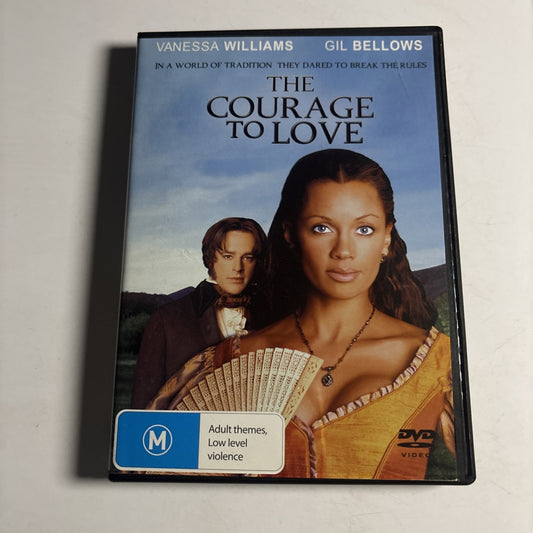 VANESSA WILLIAMS GIL BELLOWS
IN A WORLD OF TRADITION THEY DARED TO BREAK THE RULES
THE
COURAGE
TO LOVE
M
Adult themes,
Low level
violence
DVD
VIDEO